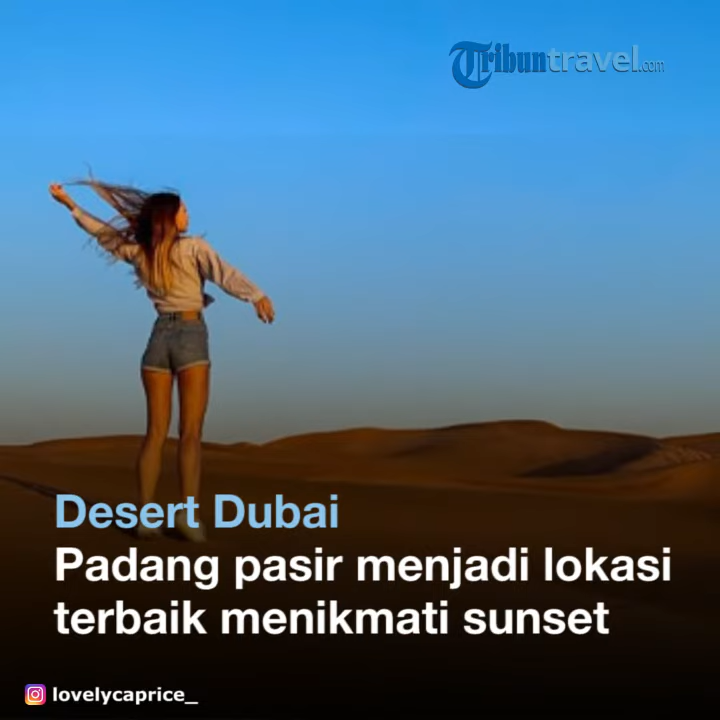 Tribuntravel.com
Desert Dubai
Padang pasir menjadi lokasi
terbaik menikmati sunset
lovelycaprice_